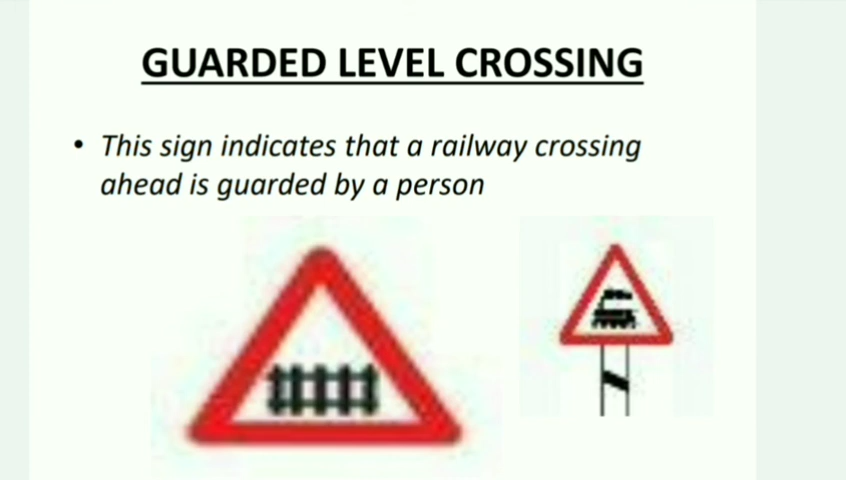 GUARDED LEVEL CROSSING
• This sign indicates that a railway crossing
ahead is guarded by a person